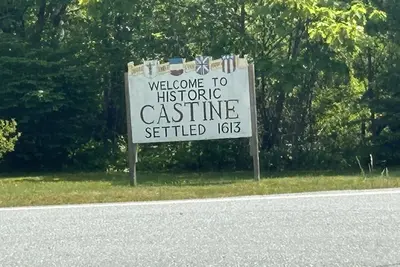 WELCOME TO
HISTORIC
CASTINE
SETTLED 1613